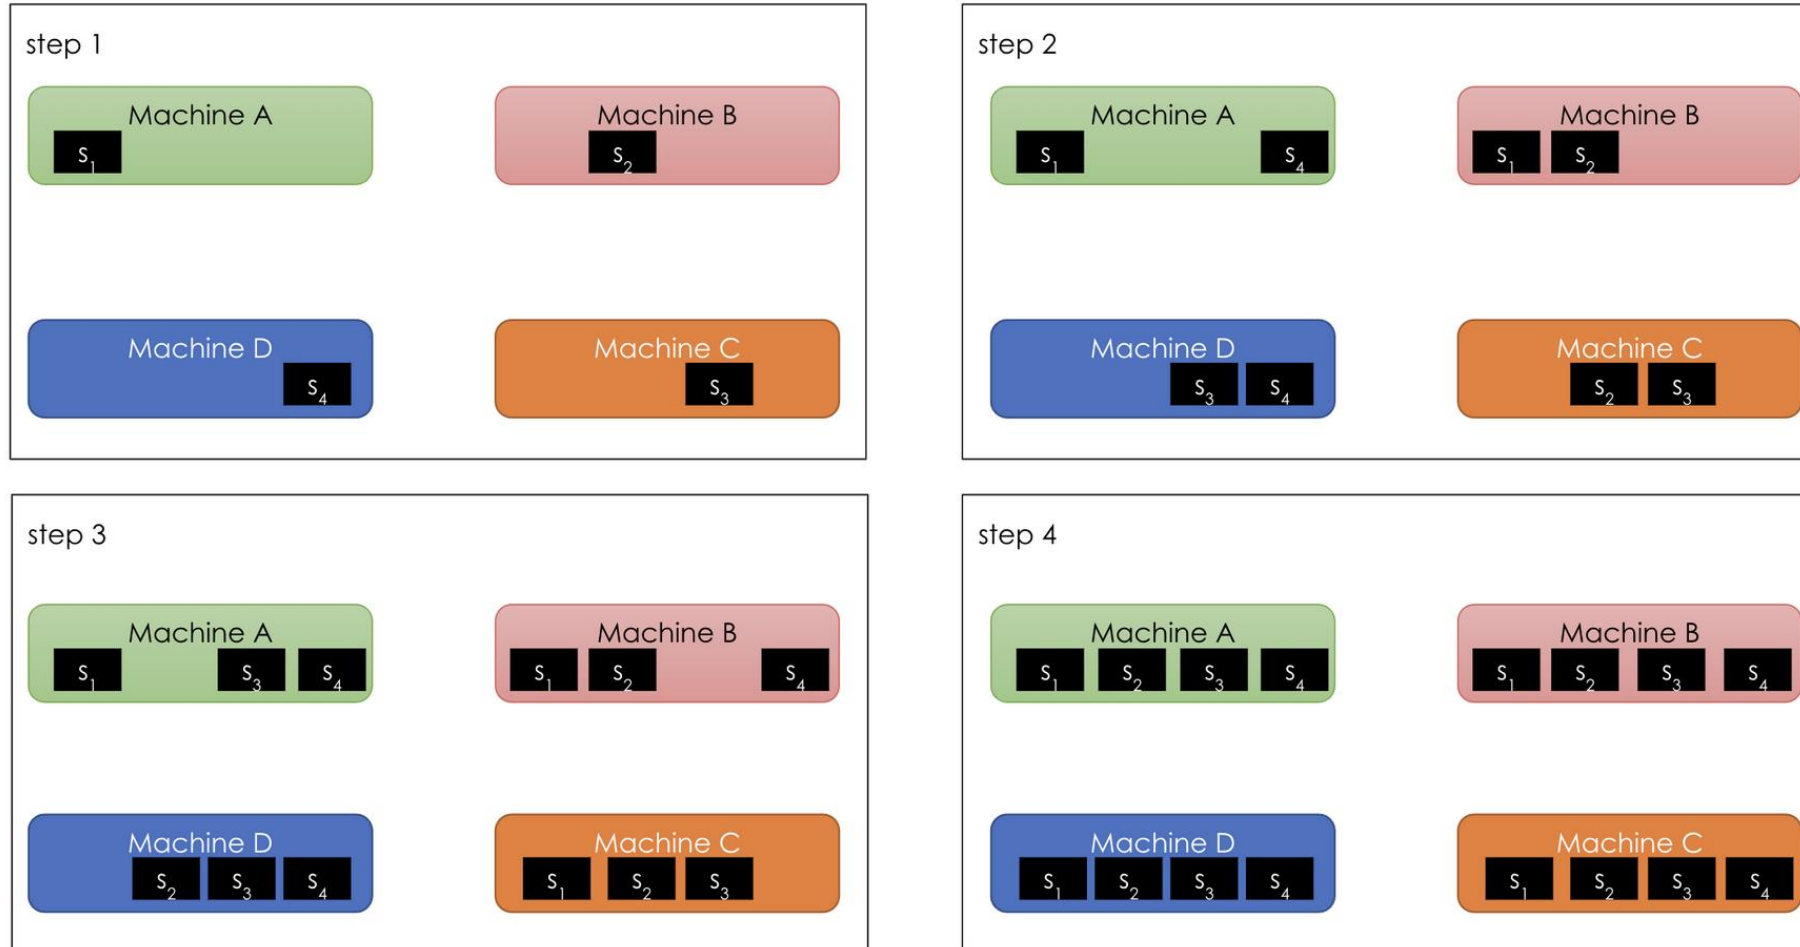 step 1
Machine A
S₁
Machine B
S₂
Machine D
S₄
Machine C
S₃
step 2
Machine A
S₁ S₄
Machine B
S₁ S₂
Machine D
S₃ S₄
Machine C
S₂ S₃
step 3
Machine A
S₁ S₃ S₄
Machine B
S₁ S₂ S₄
Machine D
S₂ S₃ S₄
Machine C
S₁ S₂ S₃
step 4
Machine A
S₁ S₂ S₃ S₄
Machine B
S₁ S₂ S₃ S₄
Machine D
S₁ S₂ S₃ S₄
Machine C
S₁ S₂ S₃ S₄